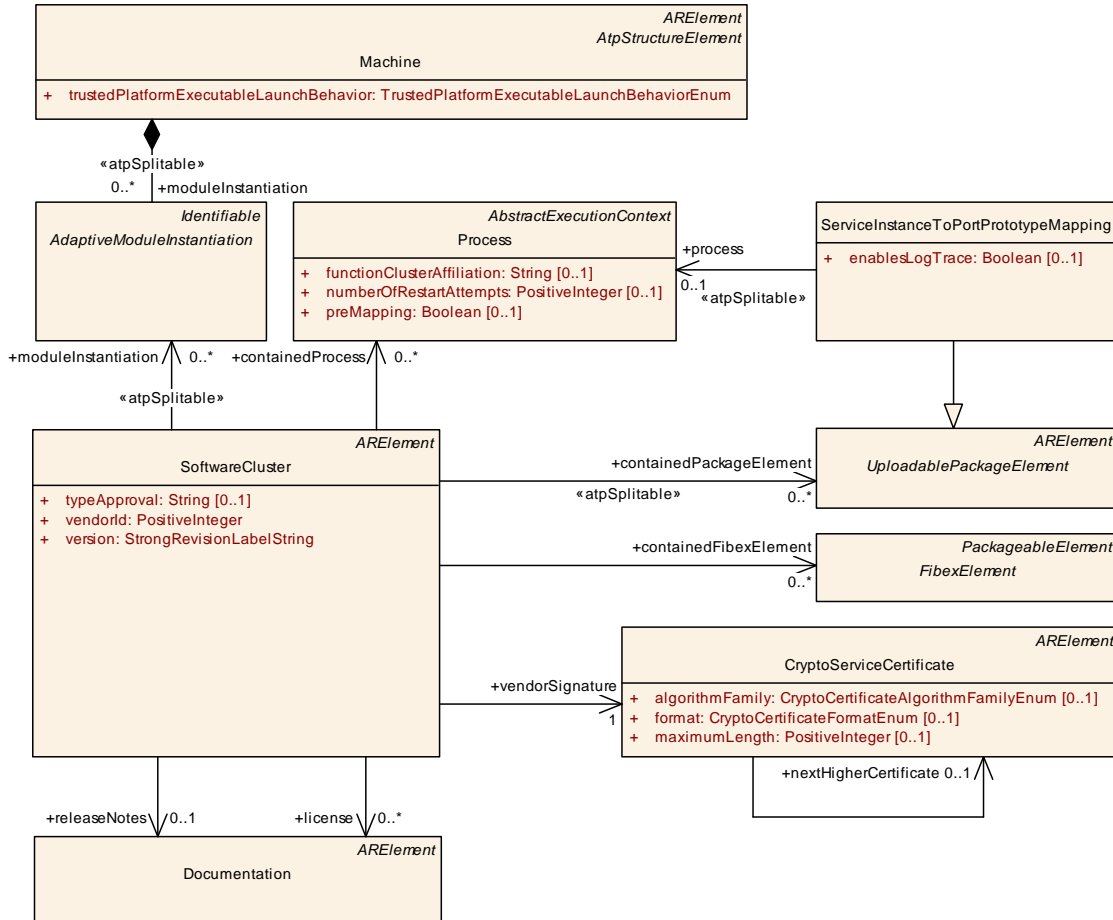 ARElement
AtpStructureElement
Machine
+ trustedPlatformExecutableLaunchBehavior: TrustedPlatformExecutableLaunchBehaviorEnum
«atpSplitable»
0..*
+moduleInstantiation
Identifiable
AdaptiveModuleInstantiation
AbstractExecutionContext
Process
+ functionClusterAffiliation: String [0..1]
+ numberOfRestartAttempts: PositiveInteger [0..1]
+ preMapping: Boolean [0..1]
+process
0..1
«atpSplitable»
ServiceInstanceToPortPrototypeMapping
+ enablesLogTrace: Boolean [0..1]
+moduleInstantiation
0..*
«atpSplitable»
+containedProcess
0..*
ARElement
SoftwareCluster
+ typeApproval: String [0..1]
+ vendorId: PositiveInteger
+ version: StrongRevisionLabelString
+containedPackageElement
«atpSplitable»
0..*
ARElement
UploadablePackageElement
+containedFibexElement
0..*
PackageableElement
FibexElement
+vendorSignature
1
ARElement
CryptoServiceCertificate
+ algorithmFamily: CryptoCertificateAlgorithmFamilyEnum [0..1]
+ format: CryptoCertificateFormatEnum [0..1]
+ maximumLength: PositiveInteger [0..1]
+nextHigherCertificate 0..1
+releaseNotes
0..1
+license
0..*
ARElement
Documentation